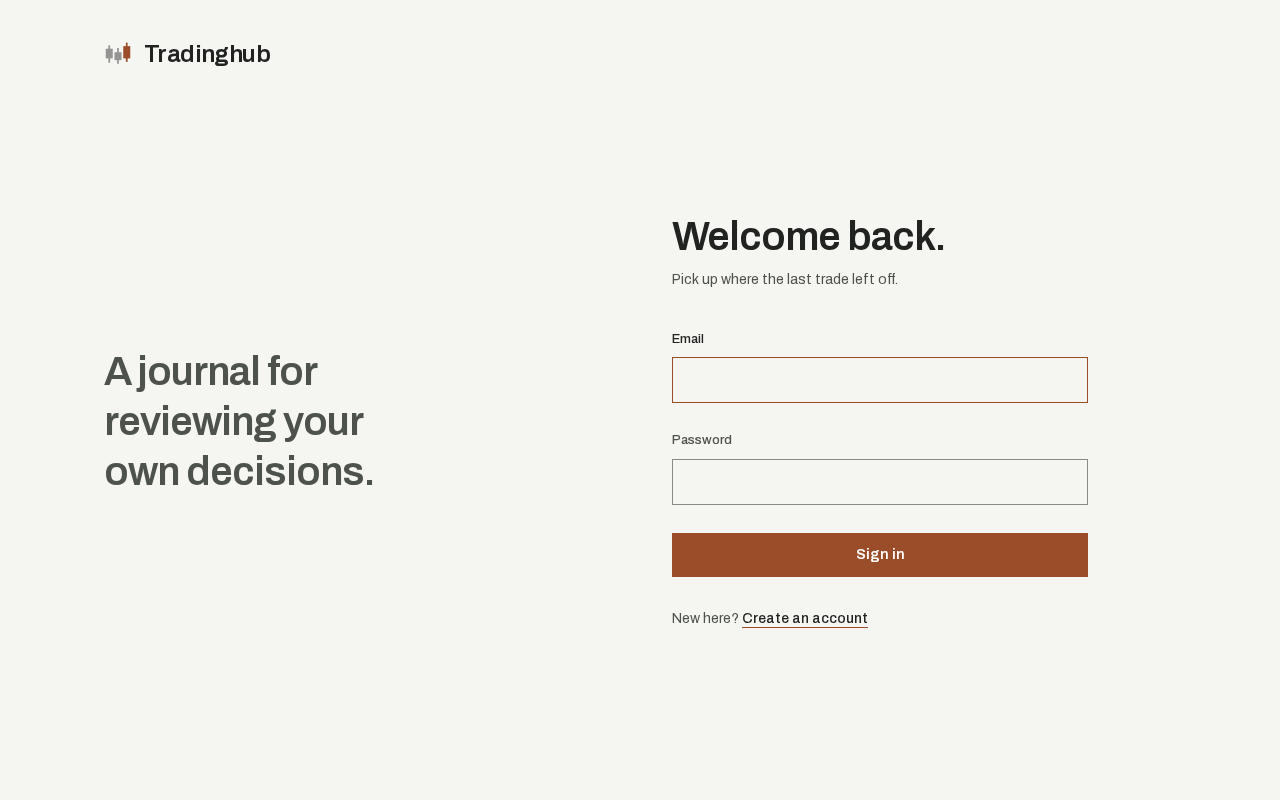 Tradinghub
A journal for
reviewing your
own decisions.
Welcome back.
Pick up where the last trade left off.
Email
Password
Sign in
New here? Create an account